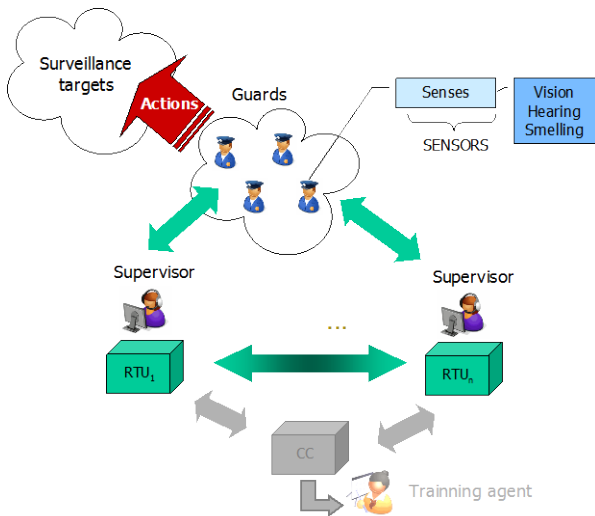 Surveillance
targets
Actions
Guards
Senses
Vision
Hearing
Smelling
SENSORS
Supervisor
Supervisor
...
RTU1
RTUn
CC
Trainning agent